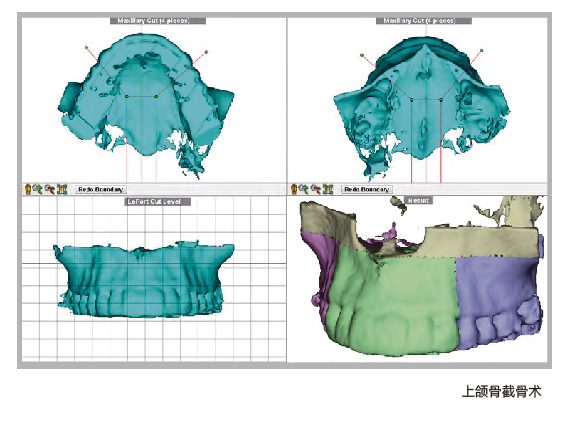 Maxillary Cut (4 pieces)
Maxillary Cut (4 pieces)
Redo Boundary
Redo Boundary
LeFort Cut Level
Result
上颌骨截骨术